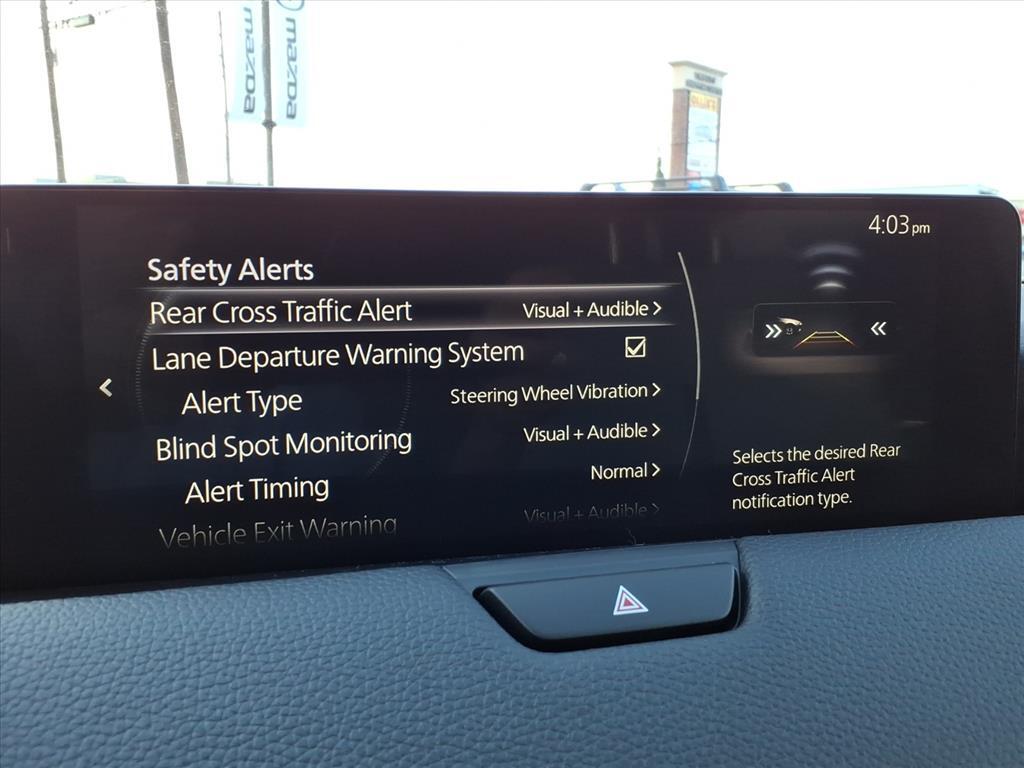 mazda
mazda
OLLIE'S
4:03 pm
Safety Alerts
Rear Cross Traffic Alert Visual + Audible >
Lane Departure Warning System
Alert Type Steering Wheel Vibration >
Blind Spot Monitoring Visual + Audible >
Alert Timing Normal >
Vehicle Exit Warning Visual + Audible >
Selects the desired Rear
Cross Traffic Alert
notification type.